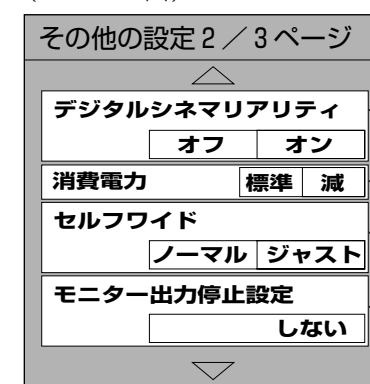 その他の設定2／3ページ
デジタルシネマリアリティ
オフ オン
消費電力 標準 減
セルフワイド
ノーマル ジャスト
モニター出力停止設定
しない